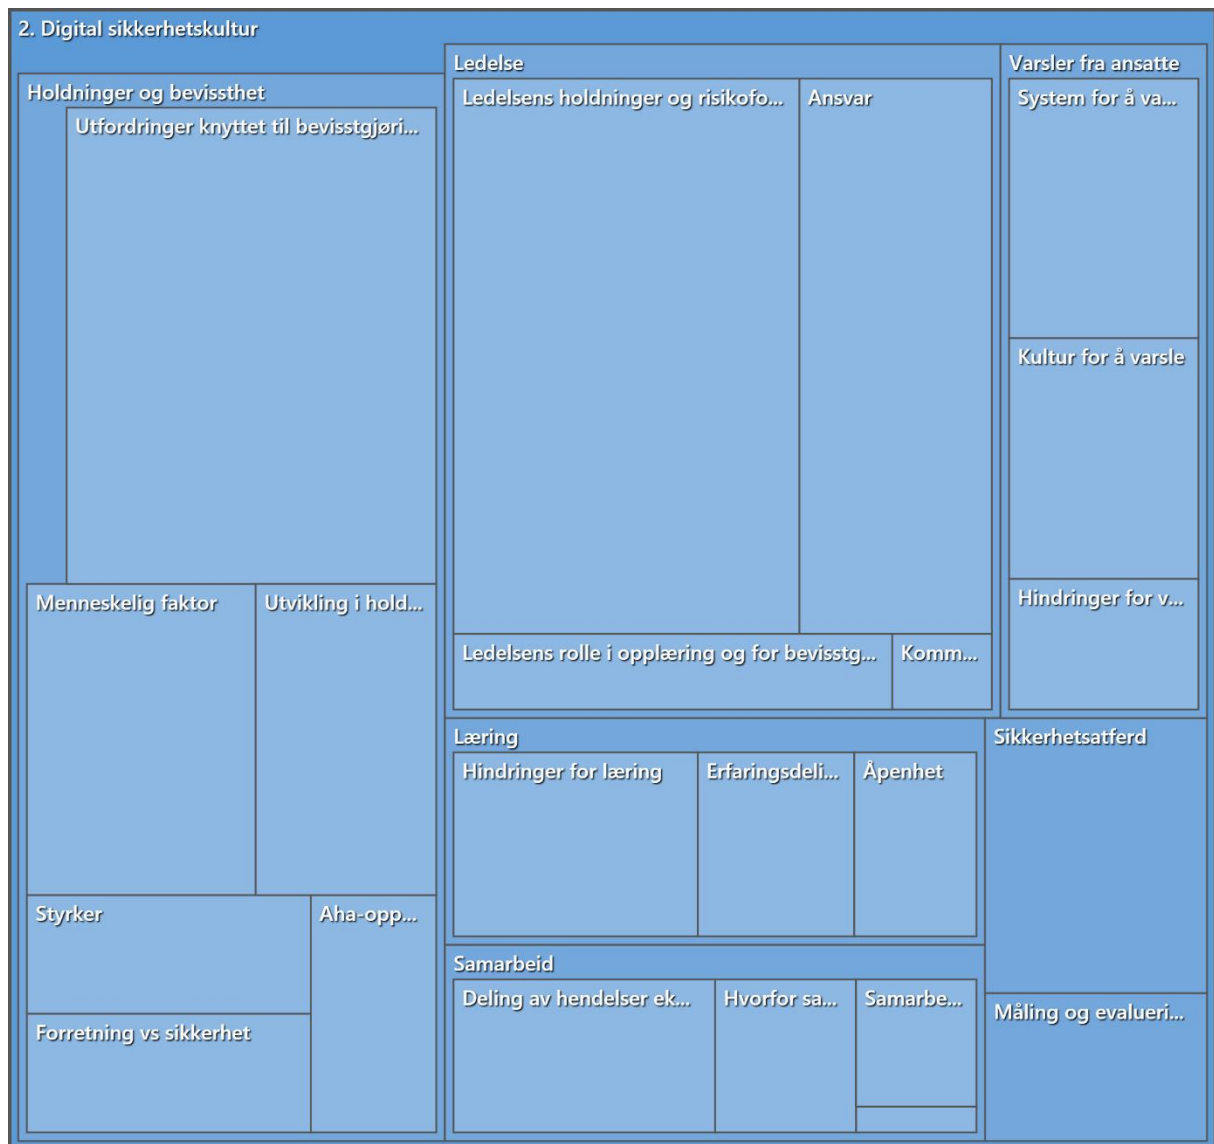 2. Digital sikkerhetskultur
Holdninger og bevissthet
Utfordringer knyttet til bevisstgjøri...
Menneskelig faktor
Utvikling i hold...
Styrker
Aha-opp...
Forretning vs sikkerhet
Ledelse
Ledelsens holdninger og risikofo...
Ansvar
Ledelsens rolle i opplæring og for bevisstg...
Komm...
Varsler fra ansatte
System for å va...
Kultur for å varsle
Hindringer for v...
Læring
Hindringer for læring
Erfaringsdeli...
Åpenhet
Samarbeid
Deling av hendelser ek...
Hvorfor sa...
Samarbe...
Sikkerhetsatferd
Måling og evalueri...